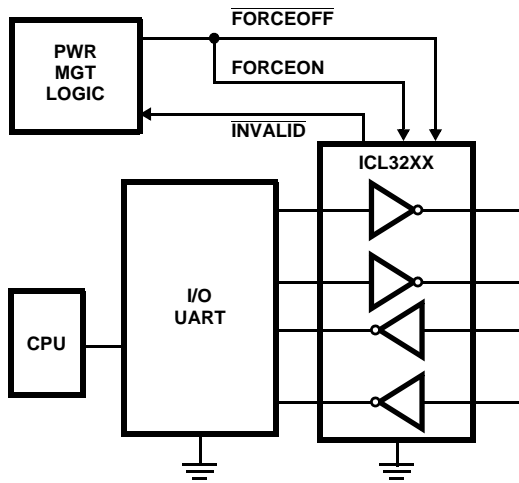 FORCEOFF
PWR
MGT
LOGIC
FORCEON
INVALID
ICL32XX
I/O
UART
CPU